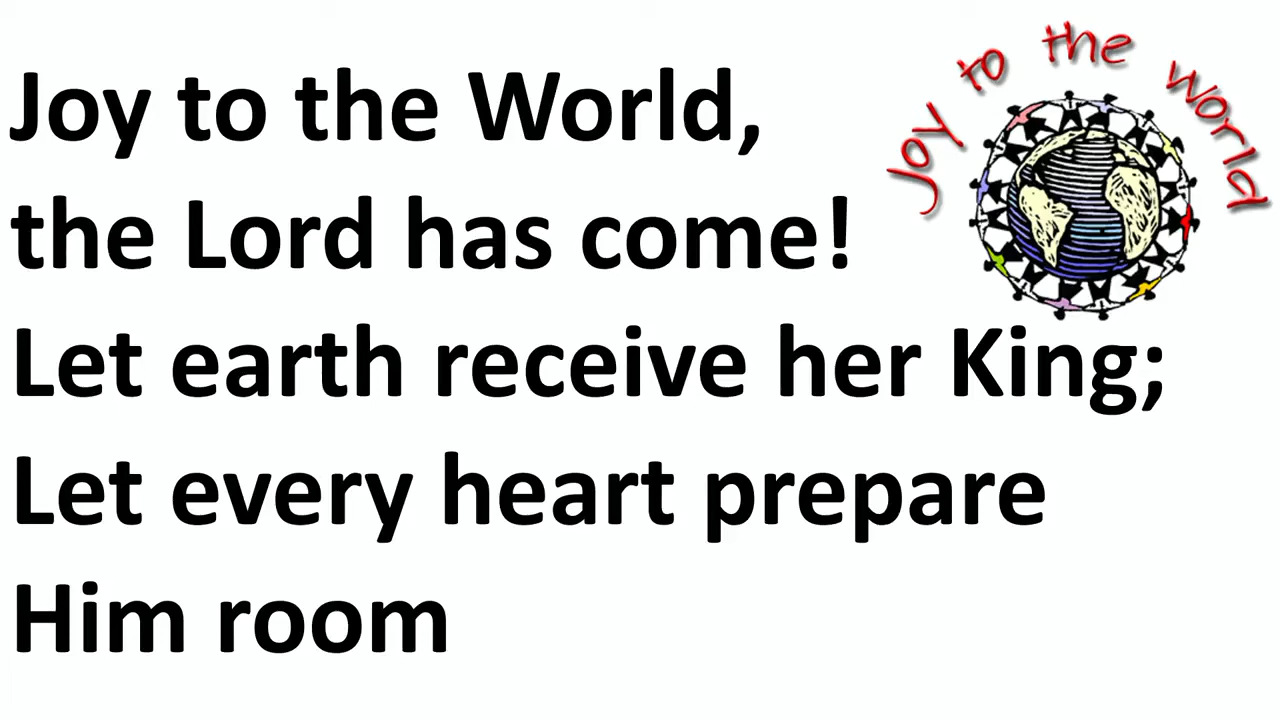 Joy to the World,
the Lord has come!
Let earth receive her King;
Let every heart prepare
Him room
Joy to the world